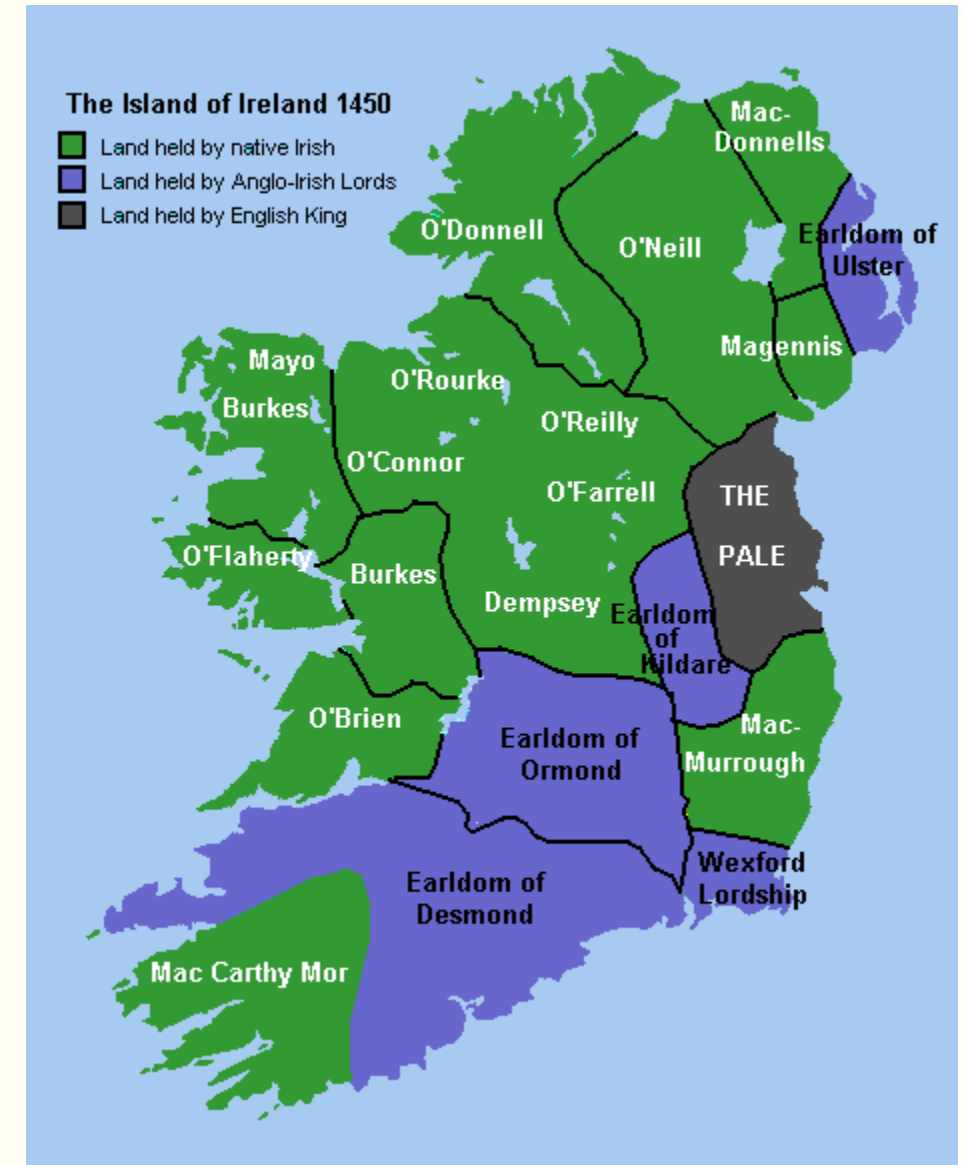 The Island of Ireland 1450
Land held by native Irish
Land held by Anglo-Irish Lords
Land held by English King
Mac-
Donnells
O'Donnell
O'Neill
Earldom of
Ulster
Magennis
Mayo
Burkes
O'Rourke
O'Reilly
O'Connor
O'Farrell
THE
PALE
O'Flaherty
Burkes
Dempsey
Earldom
of
Kildare
O'Brien
Earldom of
Ormond
Mac-
Murrough
Wexford
Lordship
Earldom of
Desmond
Mac Carthy Mor